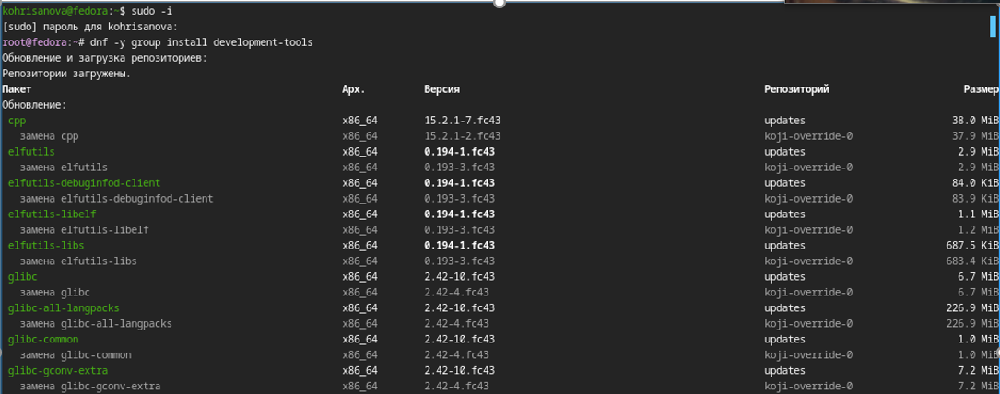 kohrisanova@fedora:~$ sudo -i
[sudo] пароль для kohrisanova:
root@fedora:~# dnf -y group install development-tools
Обновление и загрузка репозиториев:
Репозитории загружены.
Пакет Арх. Версия Репозиторий Размер
Обновление:
cpp x86_64 15.2.1-7.fc43 updates 38.0 MiB
замена cpp x86_64 15.2.1-2.fc43 koji-override-0 37.9 MiB
elfutils x86_64 0.194-1.fc43 updates 2.9 MiB
замена elfutils x86_64 0.193-3.fc43 koji-override-0 2.9 MiB
elfutils-debuginfod-client x86_64 0.194-1.fc43 updates 84.0 KiB
замена elfutils-debuginfod-client x86_64 0.193-3.fc43 koji-override-0 83.9 KiB
elfutils-libelf x86_64 0.194-1.fc43 updates 1.1 MiB
замена elfutils-libelf x86_64 0.193-3.fc43 koji-override-0 1.2 MiB
elfutils-libs x86_64 0.194-1.fc43 updates 687.5 KiB
замена elfutils-libs x86_64 0.193-3.fc43 koji-override-0 683.4 KiB
glibc x86_64 2.42-10.fc43 updates 6.7 MiB
замена glibc x86_64 2.42-4.fc43 koji-override-0 6.7 MiB
glibc-all-langpacks x86_64 2.42-10.fc43 updates 226.9 MiB
замена glibc-all-langpacks x86_64 2.42-4.fc43 koji-override-0 226.9 MiB
glibc-common x86_64 2.42-10.fc43 updates 1.0 MiB
замена glibc-common x86_64 2.42-4.fc43 koji-override-0 1.0 MiB
glibc-gconv-extra x86_64 2.42-10.fc43 updates 7.2 MiB
замена glibc-gconv-extra x86_64 2.42-4.fc43 koji-override-0 7.2 MiB